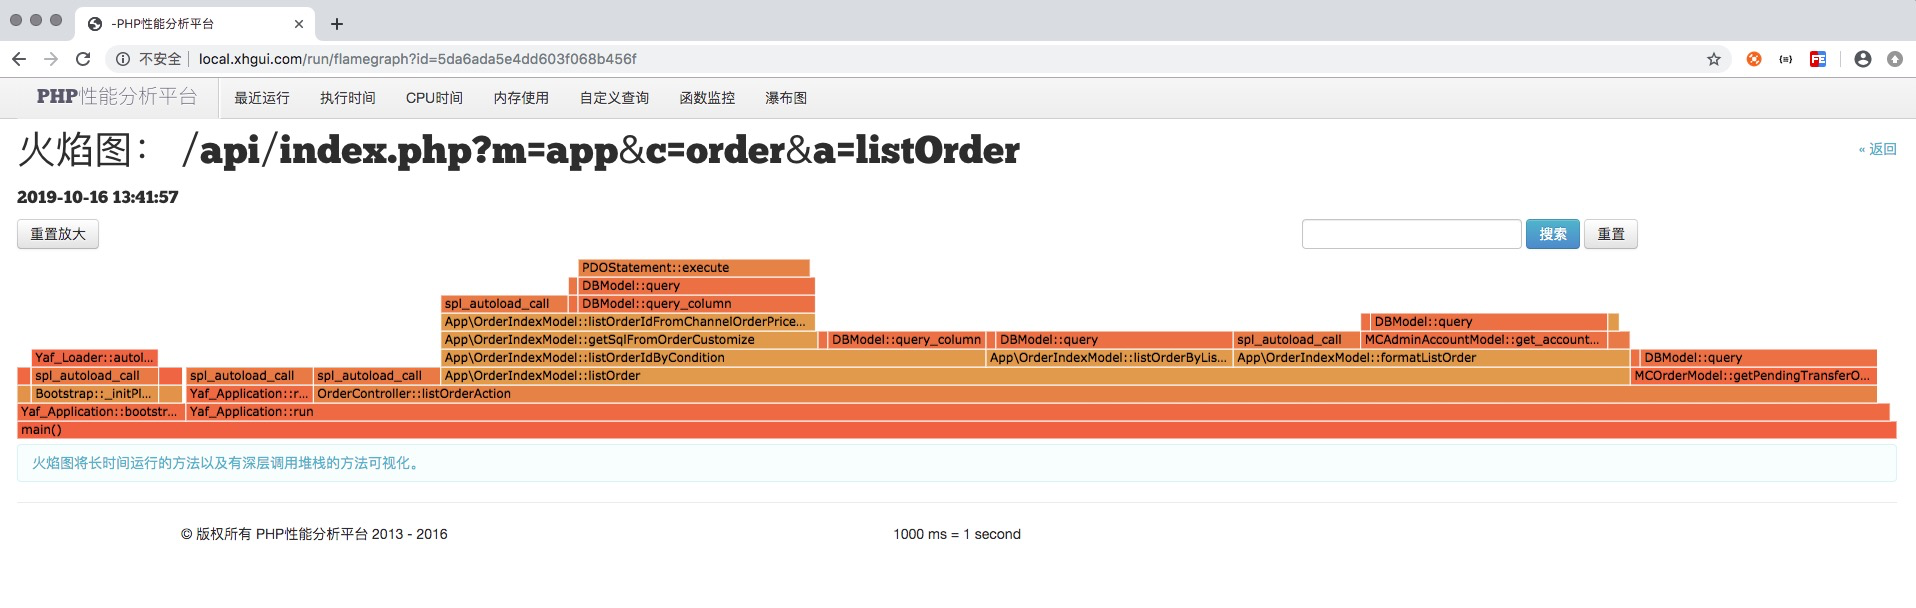 -PHP性能分析平台
不安全 | local.xhgui.com/run/flamegraph?id=5da6ada5e4dd603f068b456f
PHP性能分析平台 最近运行 执行时间 CPU时间 内存使用 自定义查询 函数监控 瀑布图
火焰图： /api/index.php?m=app&c=order&a=listOrder
« 返回
2019-10-16 13:41:57
重置放大 搜索 重置
PDOStatement::execute
DBModel::query
spl_autoload_call DBModel::query_column
App\OrderIndexModel::listOrderIdFromChannelOrderPrice... DBModel::query
App\OrderIndexModel::getSqlFromOrderCustomize DBModel::query_column DBModel::query spl_autoload_call MCAdminAccountModel::get_account...
Yaf_Loader::autol... App\OrderIndexModel::listOrderIdByCondition App\OrderIndexModel::listOrderByLis... App\OrderIndexModel::formatListOrder DBModel::query
spl_autoload_call spl_autoload_call spl_autoload_call App\OrderIndexModel::listOrder MCOrderModel::getPendingTransferO...
Bootstrap::_initPl... Yaf_Application::r... OrderController::listOrderAction
Yaf_Application::bootstr... Yaf_Application::run
main()
火焰图将长时间运行的方法以及有深层调用堆栈的方法可视化。
© 版权所有 PHP性能分析平台 2013 - 2016 1000 ms = 1 second